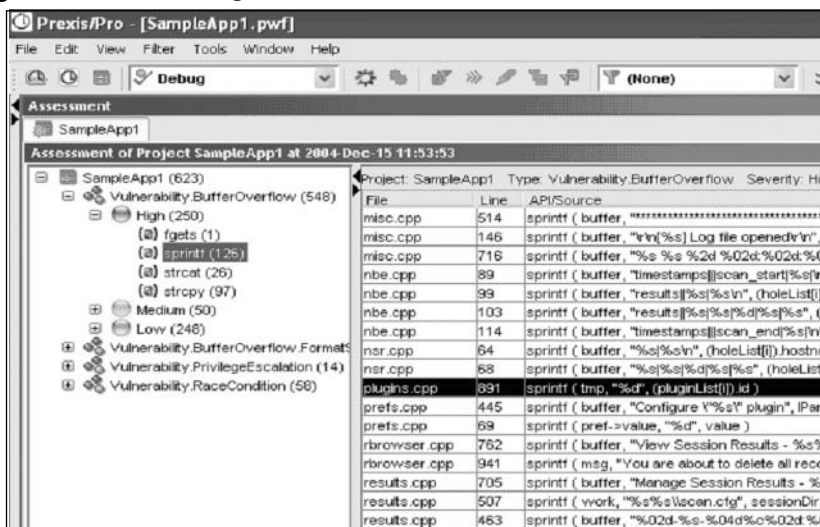 Prexis/Pro - [SampleApp1.pwf]
File Edit View Filter Tools Window Help
Debug (None)
Assessment
SampleApp1
Assessment of Project SampleApp1 at 2004-Dec-15 11:53:53
SampleApp1 (623)
Vulnerability.BufferOverflow (548)
High (250)
(a) fgets (1)
(a) sprintf (126)
(a) strcat (26)
(a) strcpy (97)
Medium (50)
Low (248)
Vulnerability.BufferOverflow.FormatS
Vulnerability.PrivilegeEscalation (14)
Vulnerability.RaceCondition (58)
Project: SampleApp1 Type: Vulnerability.BufferOverflow Severity: Hi
File Line API/Source
misc.cpp 514 sprintf ( buffer,
misc.cpp 146 sprintf ( buffer, "\r\n[%s] Log file opened\r\n",
misc.cpp 716 sprintf ( buffer, "%s %s %2d %02d:%02d:%0
nbe.cpp 89 sprintf ( buffer, "timestamps|||scan_start|%s|\n
nbe.cpp 99 sprintf ( buffer, "results|%s|%s\n", (holeList[i]
nbe.cpp 103 sprintf ( buffer, "results|%s|%s|%d|%s|%s", (
nbe.cpp 114 sprintf ( buffer, "timestamps|||scan_end|%s|\n
nsr.cpp 64 sprintf ( buffer, "%s|%s\n", (holeList[i]).hostn
nsr.cpp 68 sprintf ( buffer, "%s|%s|%d|%s|%s", (holeList
plugins.cpp 891 sprintf ( tmp, "%d", (pluginList[i]).id )
prefs.cpp 445 sprintf ( buffer, "Configure \"%s\" plugin", lPar
prefs.cpp 69 sprintf ( pref->value, "%d", value )
rbrowser.cpp 762 sprintf ( buffer, "View Session Results - %s%
rbrowser.cpp 941 sprintf ( msg, "You are about to delete all reco
results.cpp 705 sprintf ( buffer, "Manage Session Results - %
results.cpp 507 sprintf ( work, "%s%s\\scan.cfg", sessionDir
results.cpp 463 sprintf ( buffer, "%02d-%s-%04d%c%02d:%